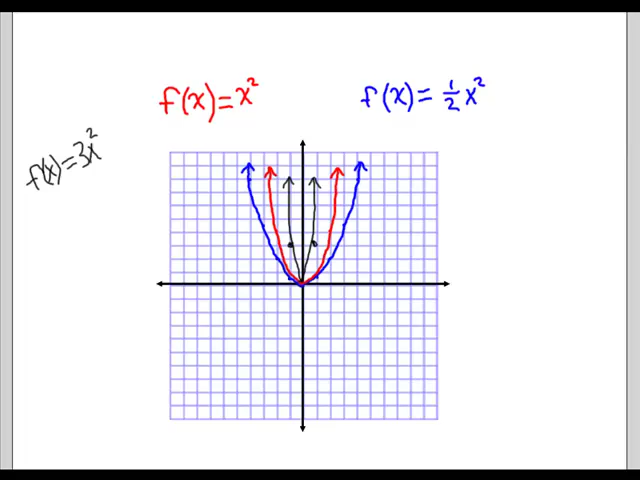 f(x) = x²
f(x) = ½x²
f(x) = 3x²